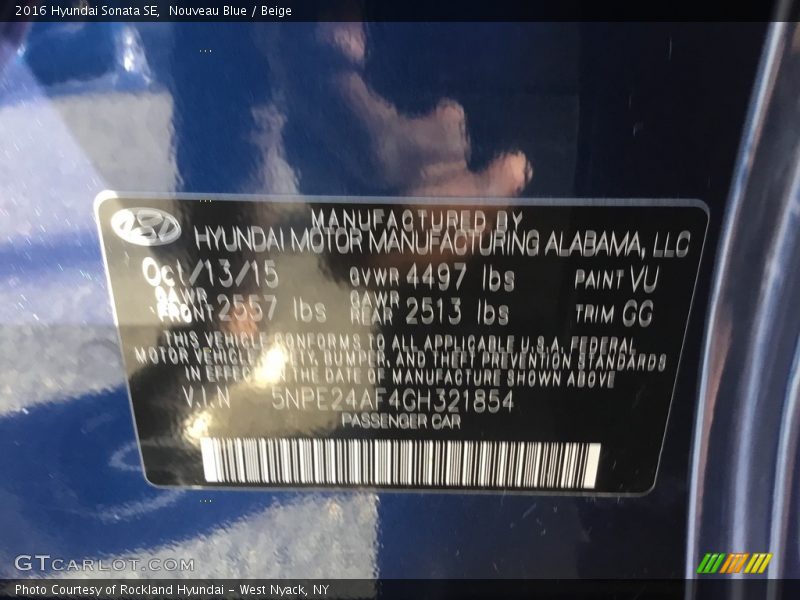 2016 Hyundai Sonata SE,  Nouveau Blue / Beige
MANUFACTURED BY
HYUNDAI MOTOR MANUFACTURING ALABAMA, LLC
Oct/13/15 GVWR 4497 lbs PAINT VU
GAWR FRONT 2557 lbs GAWR REAR 2513 lbs TRIM GG
THIS VEHICLE CONFORMS TO ALL APPLICABLE U.S.A. FEDERAL
MOTOR VEHICLE SAFETY, BUMPER, AND THEFT PREVENTION STANDARDS
IN EFFECT ON THE DATE OF MANUFACTURE SHOWN ABOVE
V.I.N 5NPE24AF4GH321854
PASSENGER CAR
GTCARLOT.COM
Photo Courtesy of Rockland Hyundai - West Nyack, NY